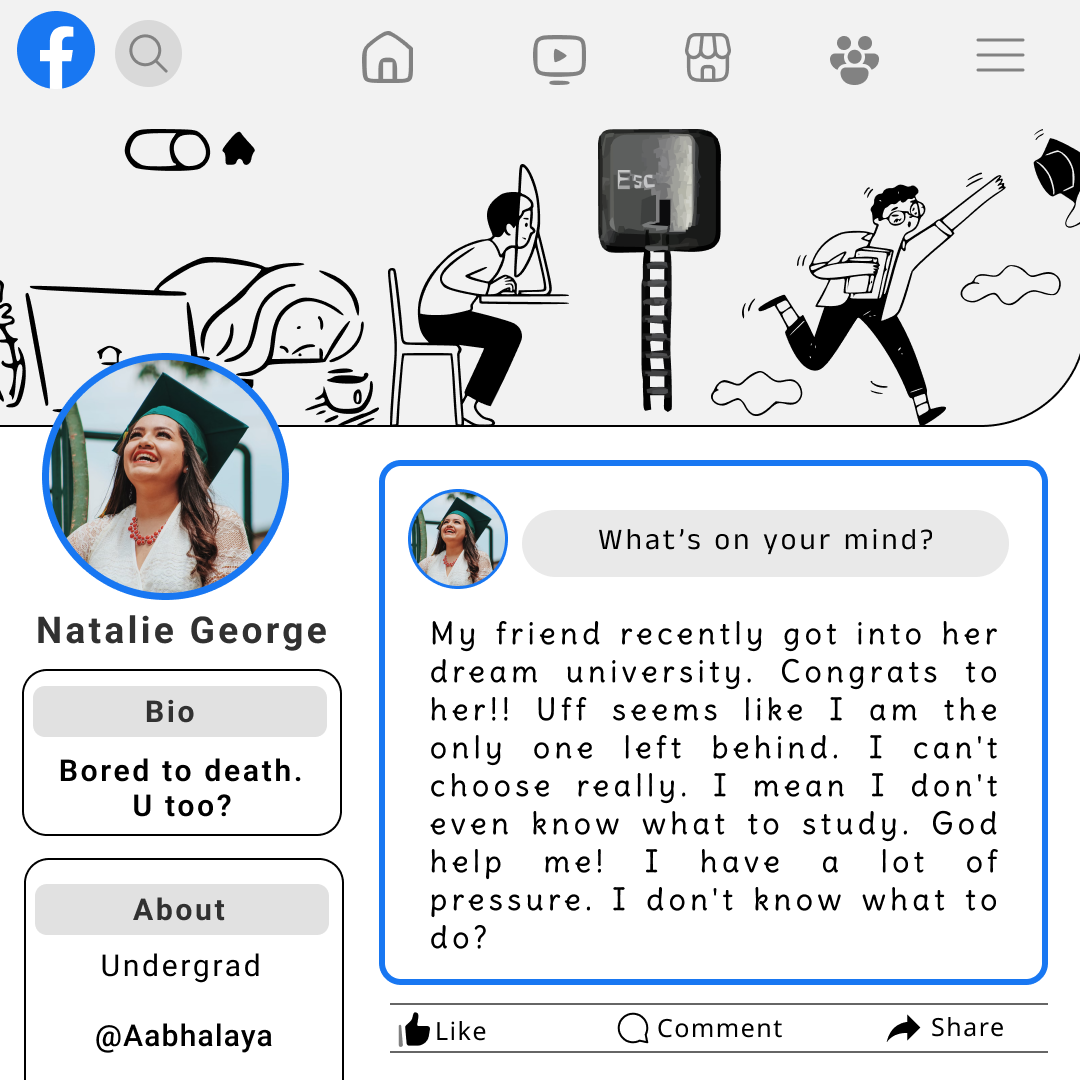 Esc
Natalie George
Bio
Bored to death.
U too?
About
Undergrad
@Aabhalaya
What's on your mind?
My friend recently got into her
dream university. Congrats to
her!! Uff seems like I am the
only one left behind. I can't
choose really. I mean I don't
even know what to study. God
help me! I have a lot of
pressure. I don't know what to
do?
Like
Comment
Share